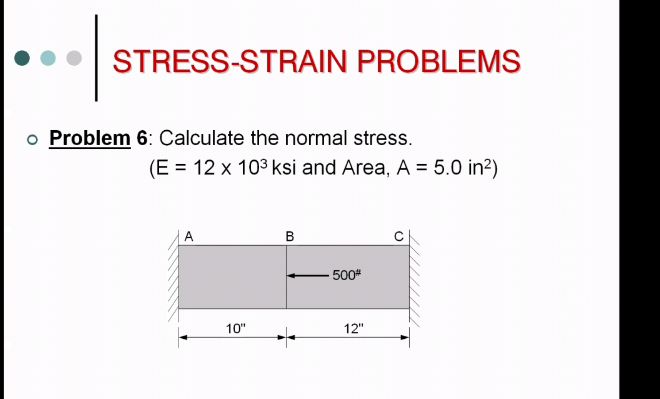 STRESS-STRAIN PROBLEMS
Problem 6: Calculate the normal stress.
(E = 12 x 10³ ksi and Area, A = 5.0 in²)
A B C
500#
10" 12"